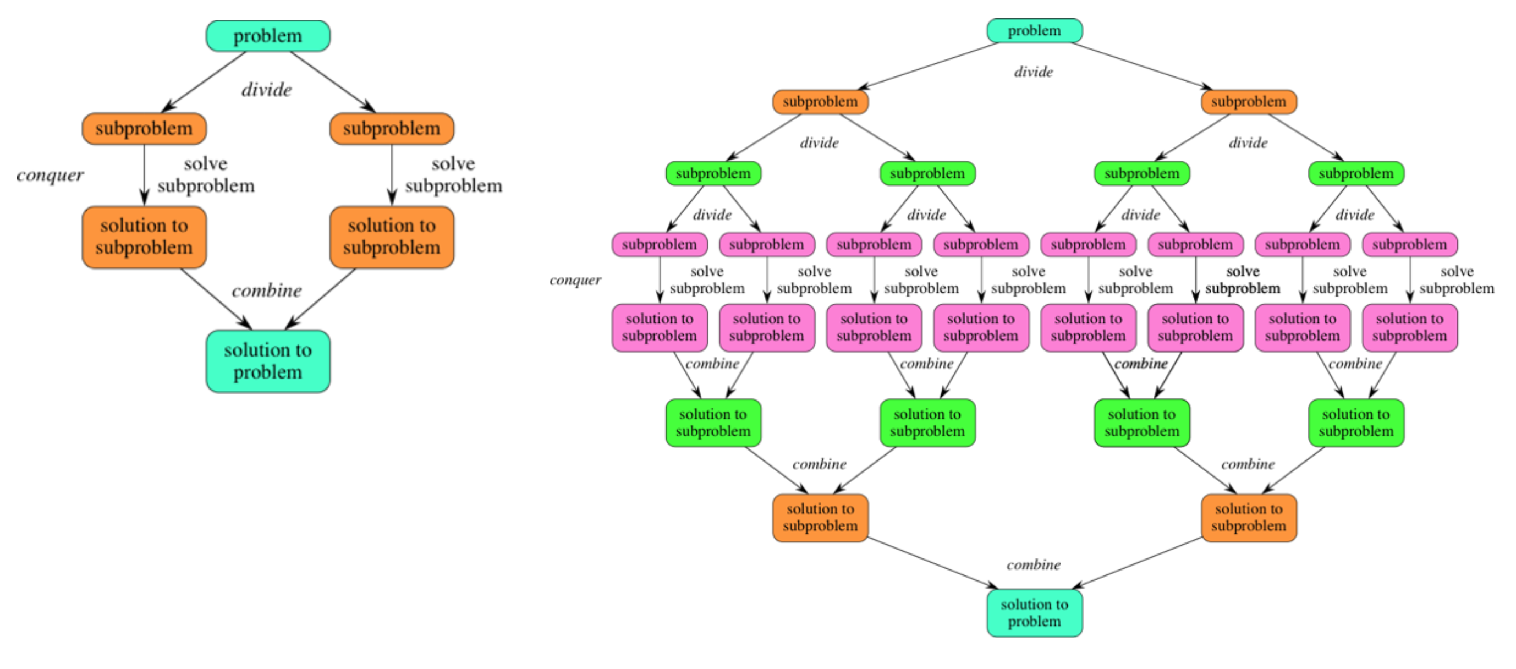 problem
divide
subproblem subproblem
conquer
solve
subproblem
solve
subproblem
solution to
subproblem
solution to
subproblem
combine
solution to
problem
problem
divide
subproblem subproblem
divide divide
subproblem subproblem subproblem subproblem
divide divide divide divide
subproblem subproblem subproblem subproblem subproblem subproblem subproblem subproblem
conquer
solve solve solve solve solve solve solve solve
subproblem subproblem subproblem subproblem subproblem subproblem subproblem subproblem
solution to solution to solution to solution to solution to solution to solution to solution to
subproblem subproblem subproblem subproblem subproblem subproblem subproblem subproblem
combine combine combine combine
solution to solution to solution to solution to
subproblem subproblem subproblem subproblem
combine combine
solution to solution to
subproblem subproblem
combine
solution to
problem